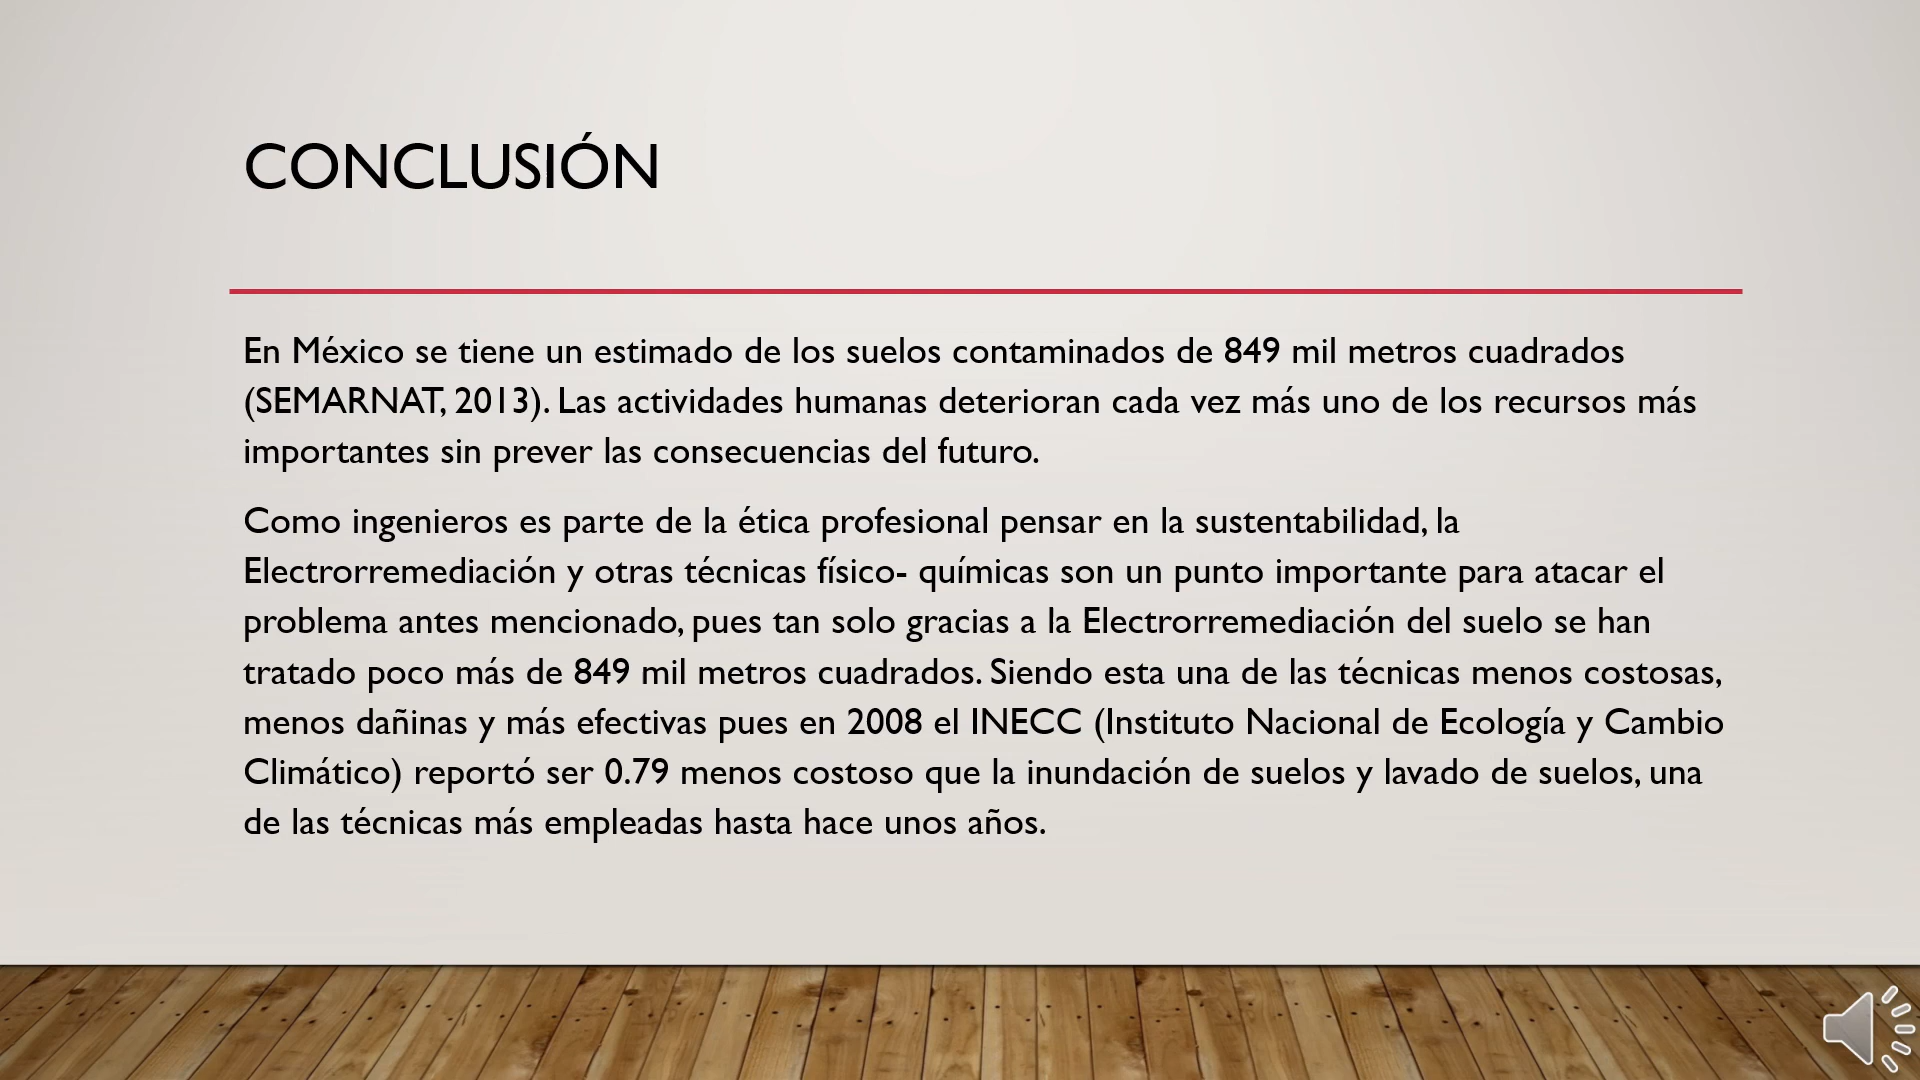 CONCLUSIÓN
En México se tiene un estimado de los suelos contaminados de 849 mil metros cuadrados
(SEMARNAT, 2013). Las actividades humanas deterioran cada vez más uno de los recursos más
importantes sin prever las consecuencias del futuro.
Como ingenieros es parte de la ética profesional pensar en la sustentabilidad, la
Electrorremediación y otras técnicas físico- químicas son un punto importante para atacar el
problema antes mencionado, pues tan solo gracias a la Electrorremediación del suelo se han
tratado poco más de 849 mil metros cuadrados. Siendo esta una de las técnicas menos costosas,
menos dañinas y más efectivas pues en 2008 el INECC (Instituto Nacional de Ecología y Cambio
Climático) reportó ser 0.79 menos costoso que la inundación de suelos y lavado de suelos, una
de las técnicas más empleadas hasta hace unos años.